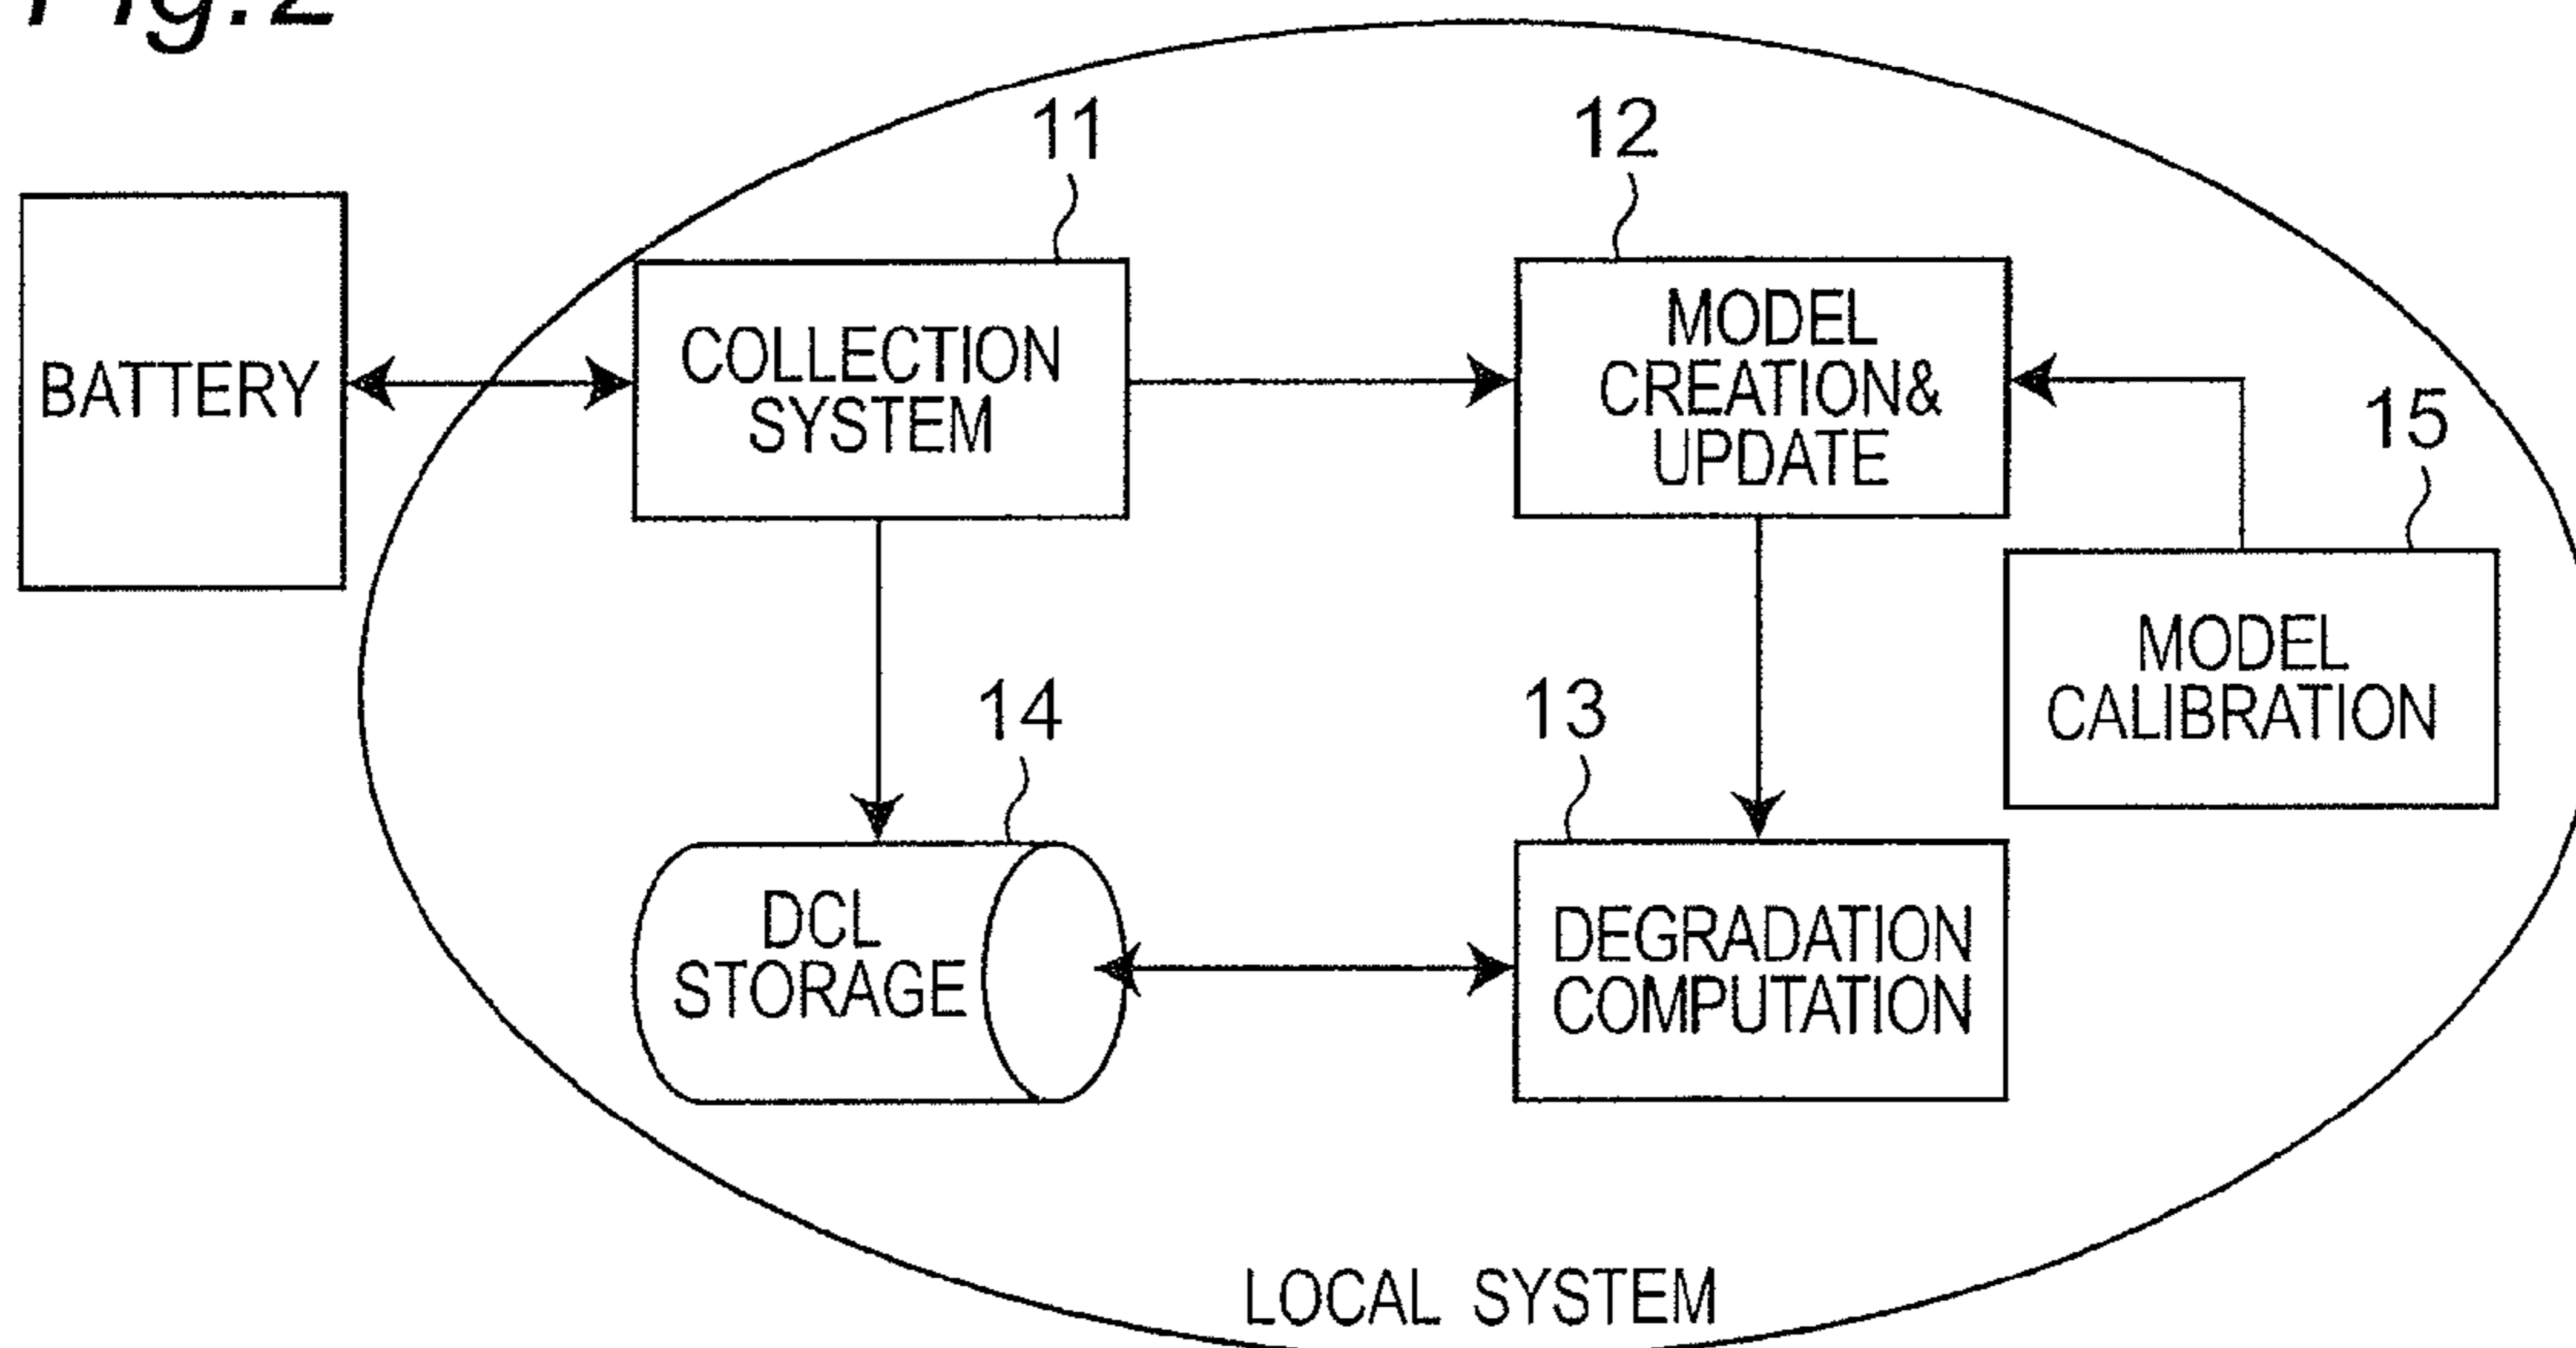 Fig.2
11
12
BATTERY
COLLECTION
SYSTEM
MODEL
CREATION&
UPDATE
15
MODEL
CALIBRATION
14
13
DCL
STORAGE
DEGRADATION
COMPUTATION
LOCAL SYSTEM